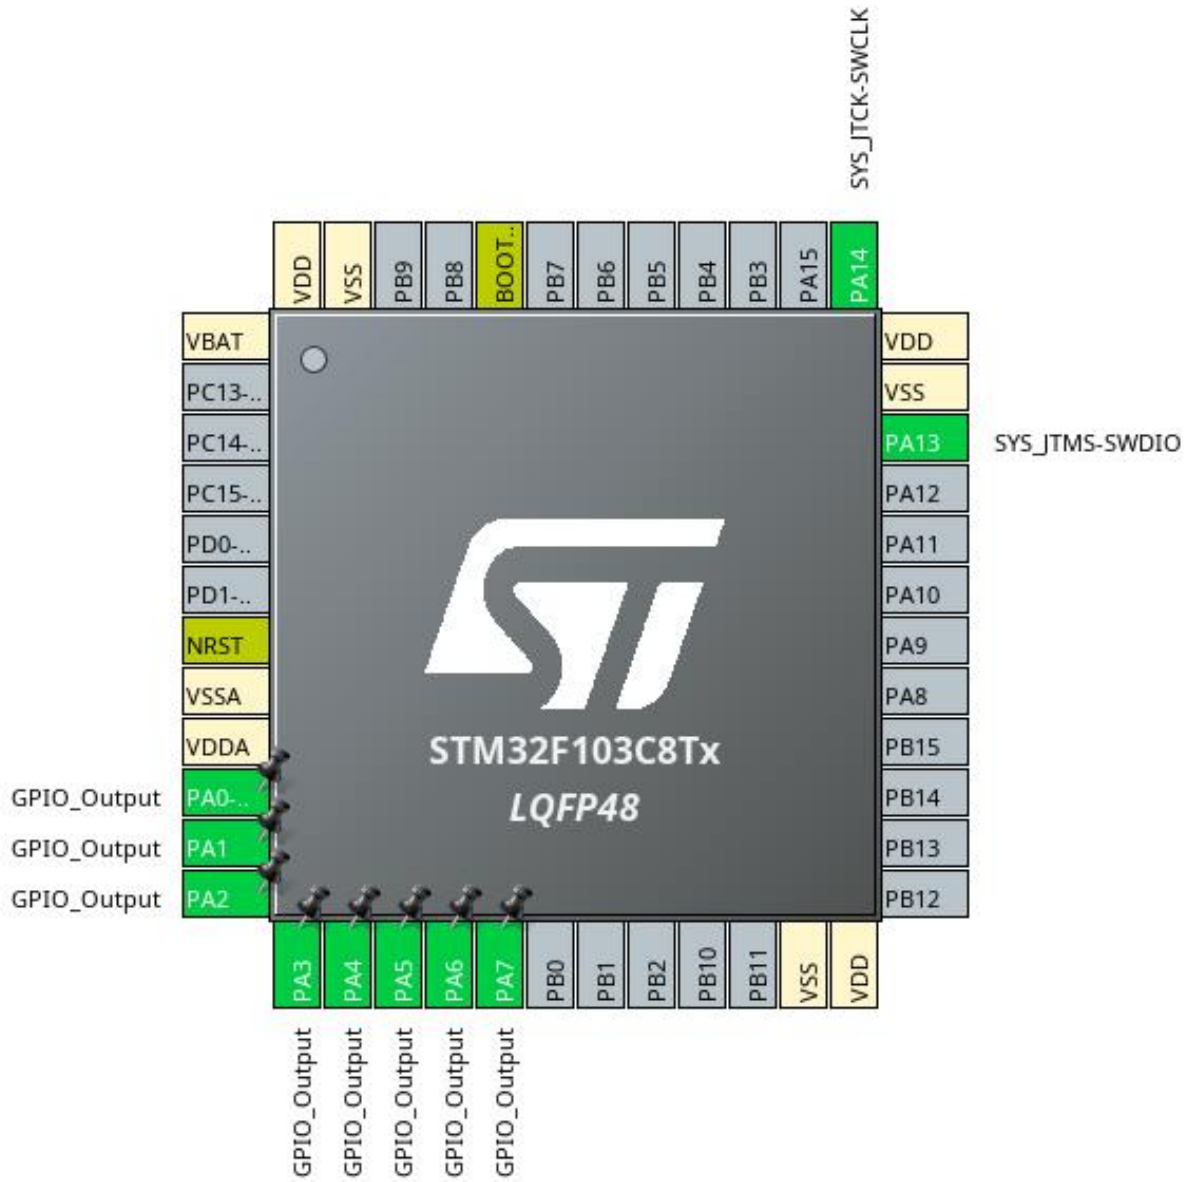 SYS_JTCK-SWCLK
VDD
VSS
PB9
PB8
BOOT..
PB7
PB6
PB5
PB4
PB3
PA15
PA14
VBAT
PC13-..
PC14-..
PC15-..
PD0-..
PD1-..
NRST
VSSA
VDDA
GPIO_Output PA0-..
GPIO_Output PA1
GPIO_Output PA2
ST
STM32F103C8Tx
LQFP48
VDD
VSS
PA13 SYS_JTMS-SWDIO
PA12
PA11
PA10
PA9
PA8
PB15
PB14
PB13
PB12
PA3
PA4
PA5
PA6
PA7
PB0
PB1
PB2
PB10
PB11
VSS
VDD
GPIO_Output
GPIO_Output
GPIO_Output
GPIO_Output
GPIO_Output